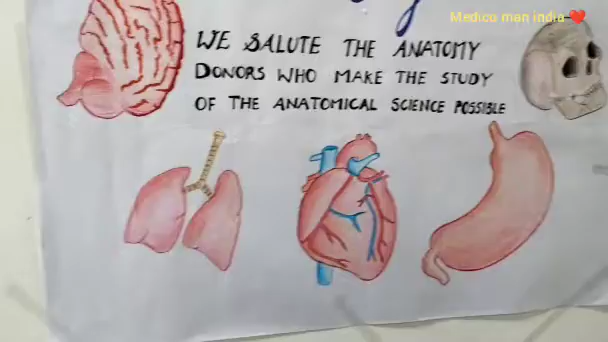 Medico man india ❤️
WE SALUTE THE ANATOMY
DONORS WHO MAKE THE STUDY
OF THE ANATOMICAL SCIENCE POSSIBLE